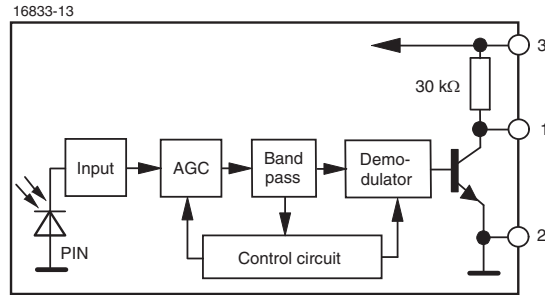 16833-13
3
30 kΩ
1
Input
AGC
Band
pass
Demo-
dulator
PIN
Control circuit
2